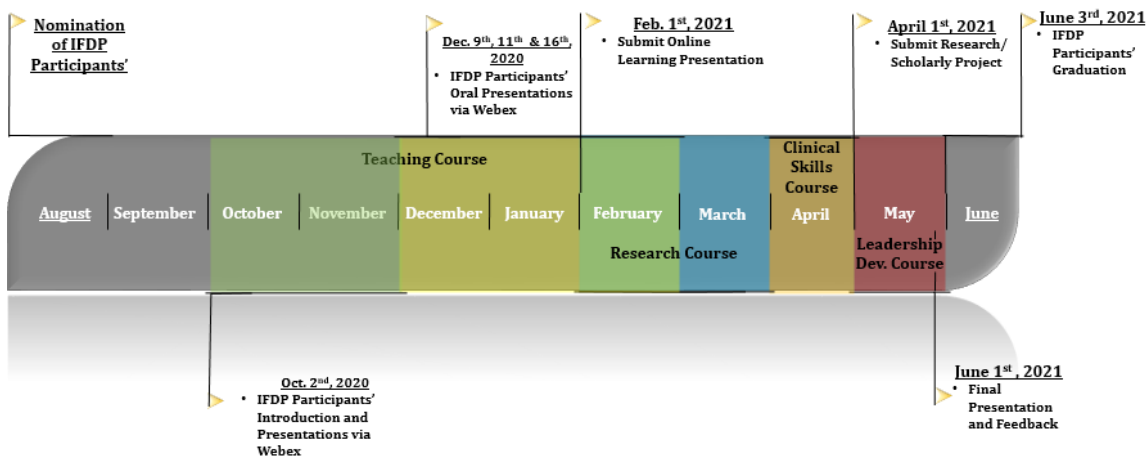 Nomination
of IFDP
Participants'
Dec. 9th, 11th & 16th,
2020
• IFDP Participants'
Oral Presentations
via Webex
Feb. 1st, 2021
• Submit Online
Learning Presentation
April 1st, 2021
• Submit Research/
Scholarly Project
June 3rd, 2021
• IFDP
Participants'
Graduation
Teaching Course
Clinical
Skills
Course
August
September
October
November
December
January
February
March
April
May
June
Research Course
Leadership
Dev. Course
Oct. 2nd, 2020
• IFDP Participants'
Introduction and
Presentations via
Webex
June 1st , 2021
• Final
Presentation
and Feedback